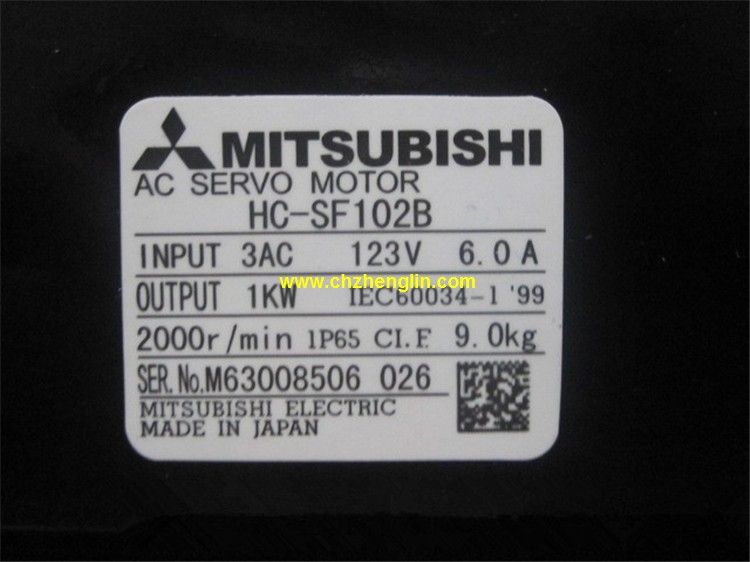 MITSUBISHI
AC SERVO MOTOR
HC-SF102B
INPUT 3AC 123V 6.0A
www.chzhenglin.com
OUTPUT 1KW IEC60034-1 '99
2000r/min IP65 CI.F 9.0kg
SER.No.M63008506 026
MITSUBISHI ELECTRIC
MADE IN JAPAN